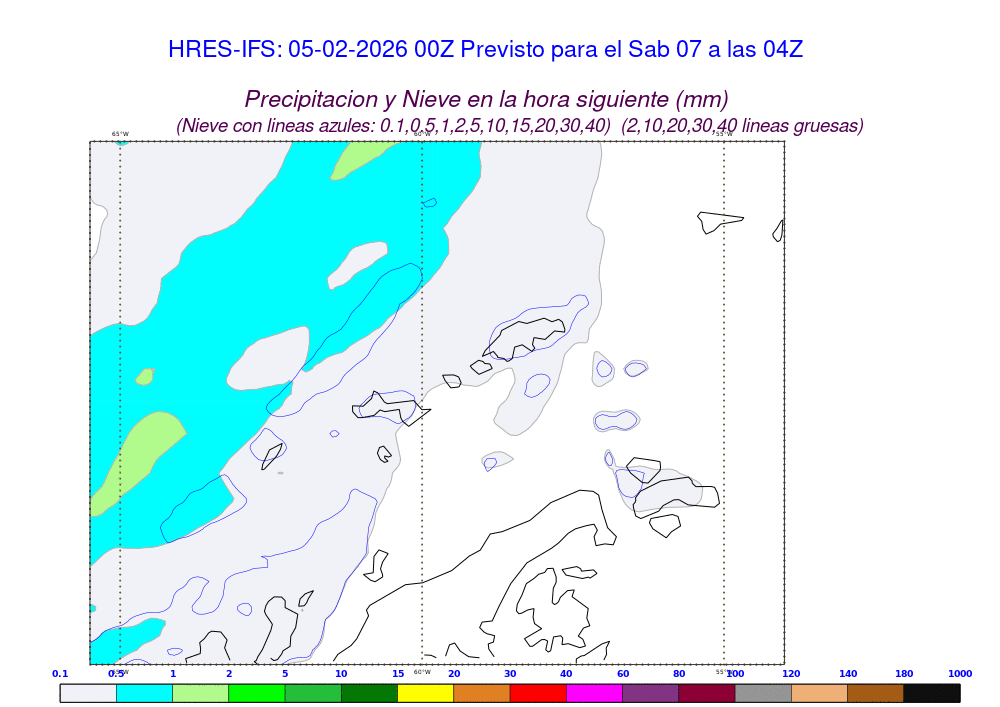 HRES-IFS: 05-02-2026 00Z Previsto para el Sab 07 a las 04Z
Precipitacion y Nieve en la hora siguiente (mm)
(Nieve con lineas azules: 0.1,0.5,1,2,5,10,15,20,30,40) (2,10,20,30,40 lineas gruesas)
65°W 60°W 55°W
65°W 60°W 55°W
0.1 0.5 1 2 5 10 15 20 30 40 60 80 100 120 140 180 1000